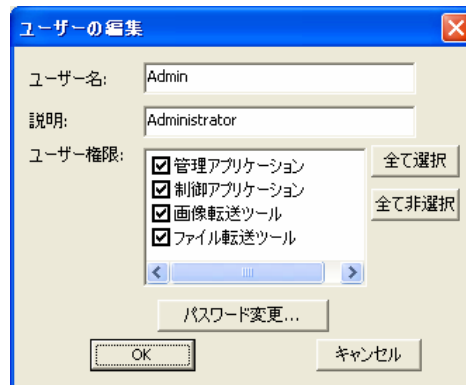 ユーザーの編集
ユーザー名: Admin
説明: Administrator
ユーザー権限:
管理アプリケーション
制御アプリケーション
画像転送ツール
ファイル転送ツール
全て選択
全て非選択
パスワード変更...
OK キャンセル